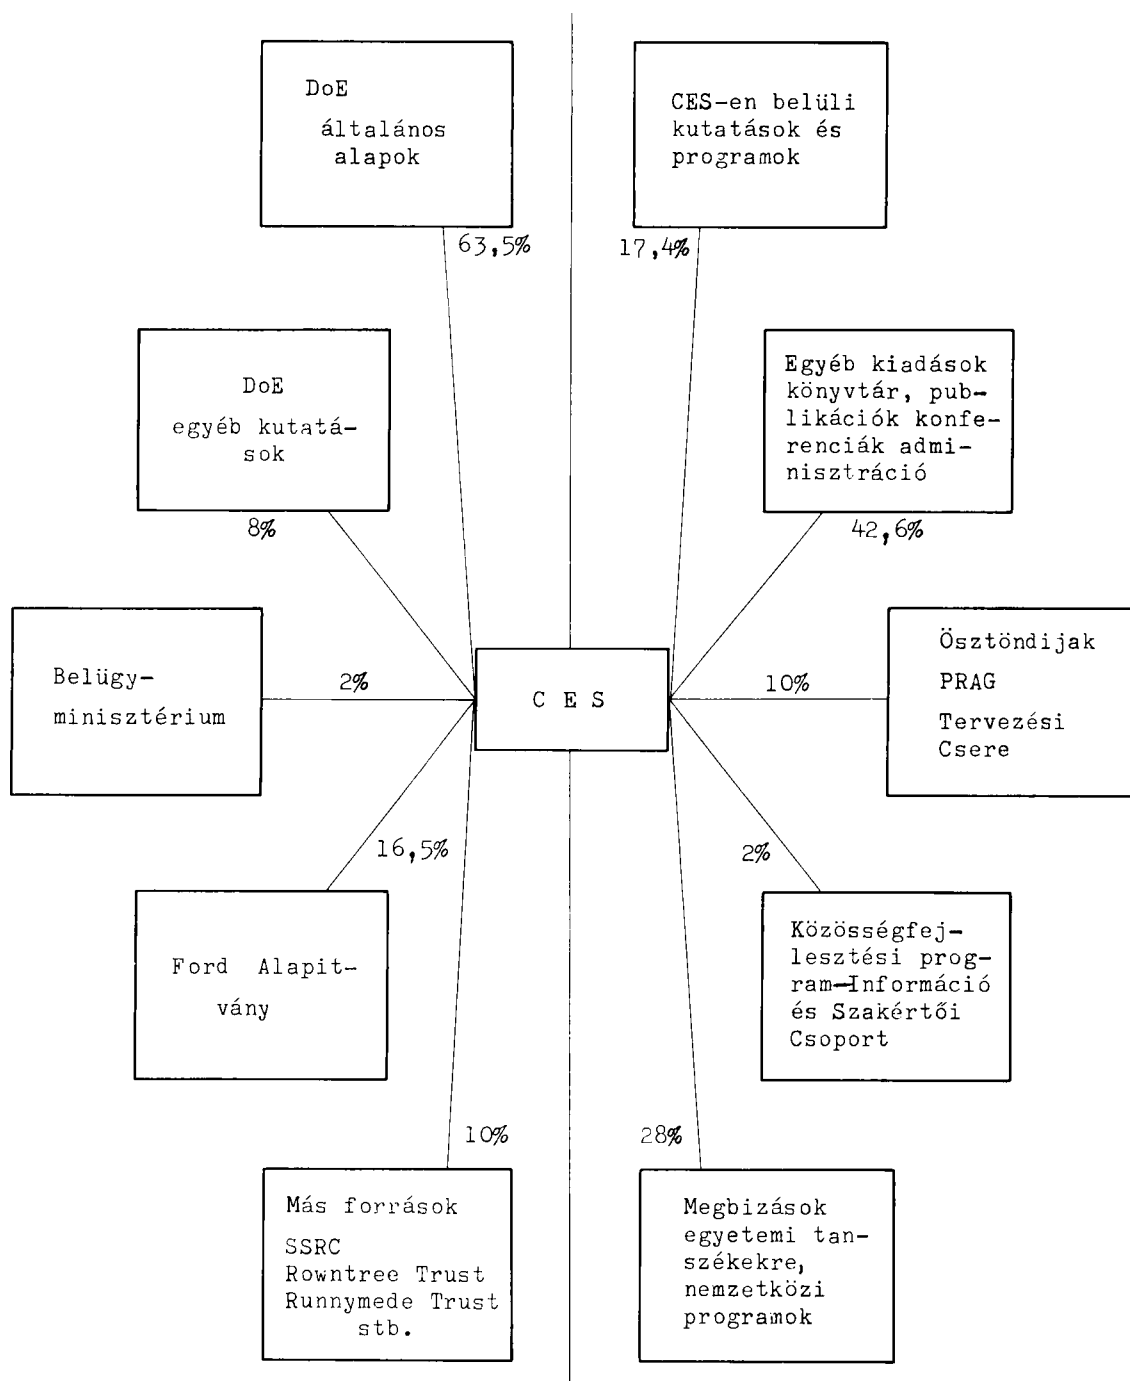 DoE
általános
alapok
63,5%
CES-en belüli
kutatások és
programok
17,4%
DoE
egyéb kutatá-
sok
8%
Egyéb kiadások
könyvtár, pub-
likációk konfe-
renciák admi-
nisztráció
42,6%
Belügy-
minisztérium
2%
C E S
10%
Ösztöndijak
PRAG
Tervezési
Csere
16,5%
Ford Alapit-
vány
2%
Közösségfej-
lesztési prog-
ram-Információ
és Szakértői
Csoport
10%
Más források
SSRC
Rowntree Trust
Runnymede Trust
stb.
28%
Megbizások
egyetemi tan-
székekre,
nemzetközi
programok